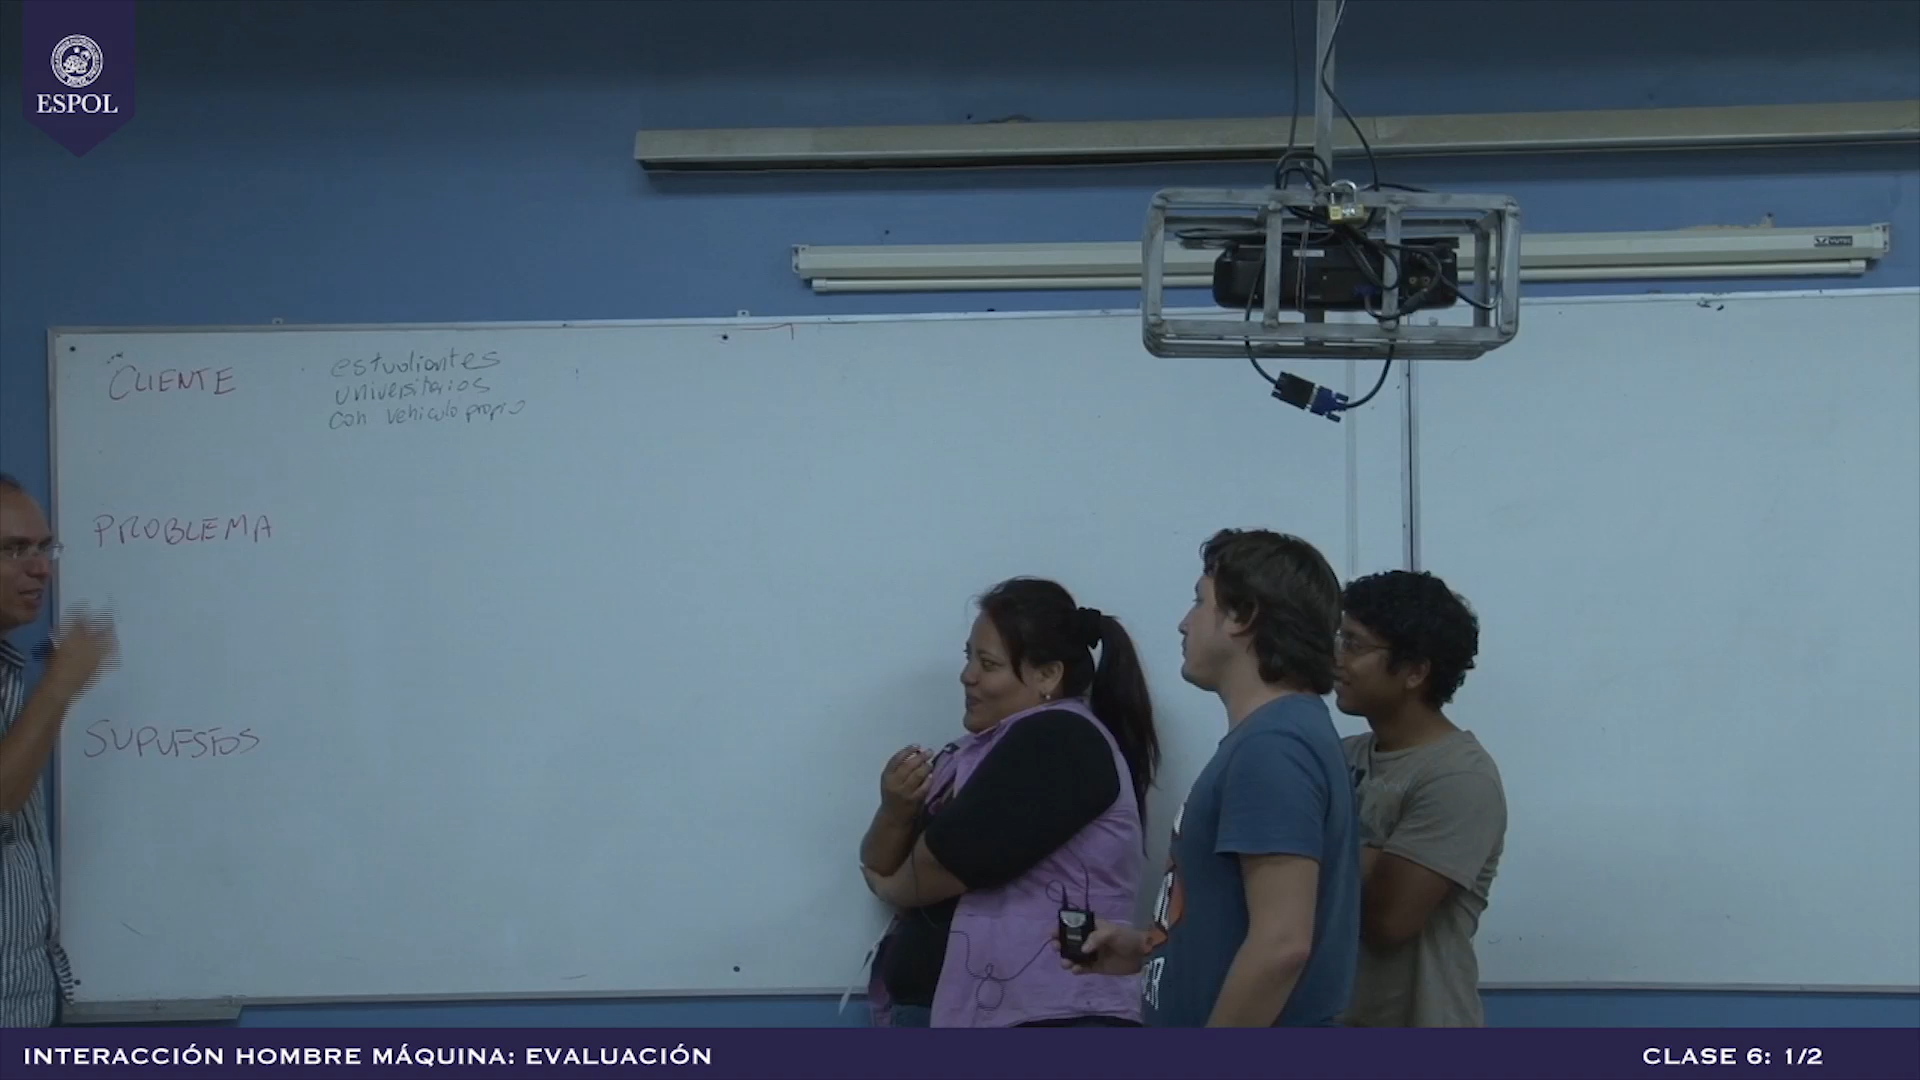 ESPOL
CLIENTE
estudiantes
universitarios
con vehiculo propio
PROBLEMA
SUPUESTOS
INTERACCIÓN HOMBRE MÁQUINA: EVALUACIÓN
CLASE 6: 1/2